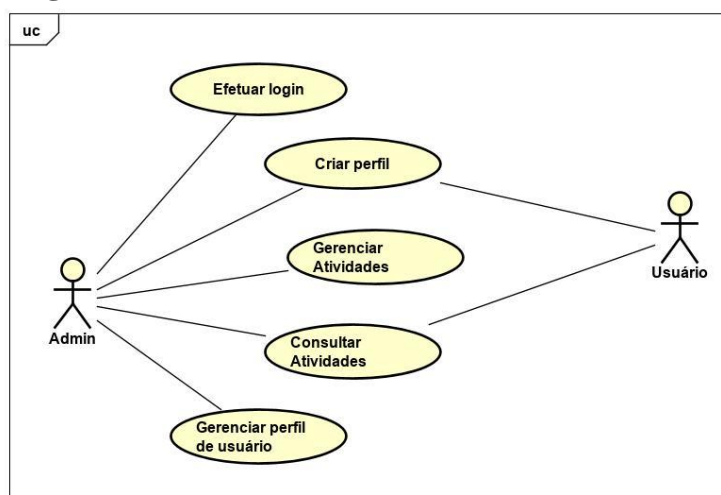 uc
Efetuar login
Criar perfil
Gerenciar
Atividades
Usuário
Admin
Consultar
Atividades
Gerenciar perfil
de usuário